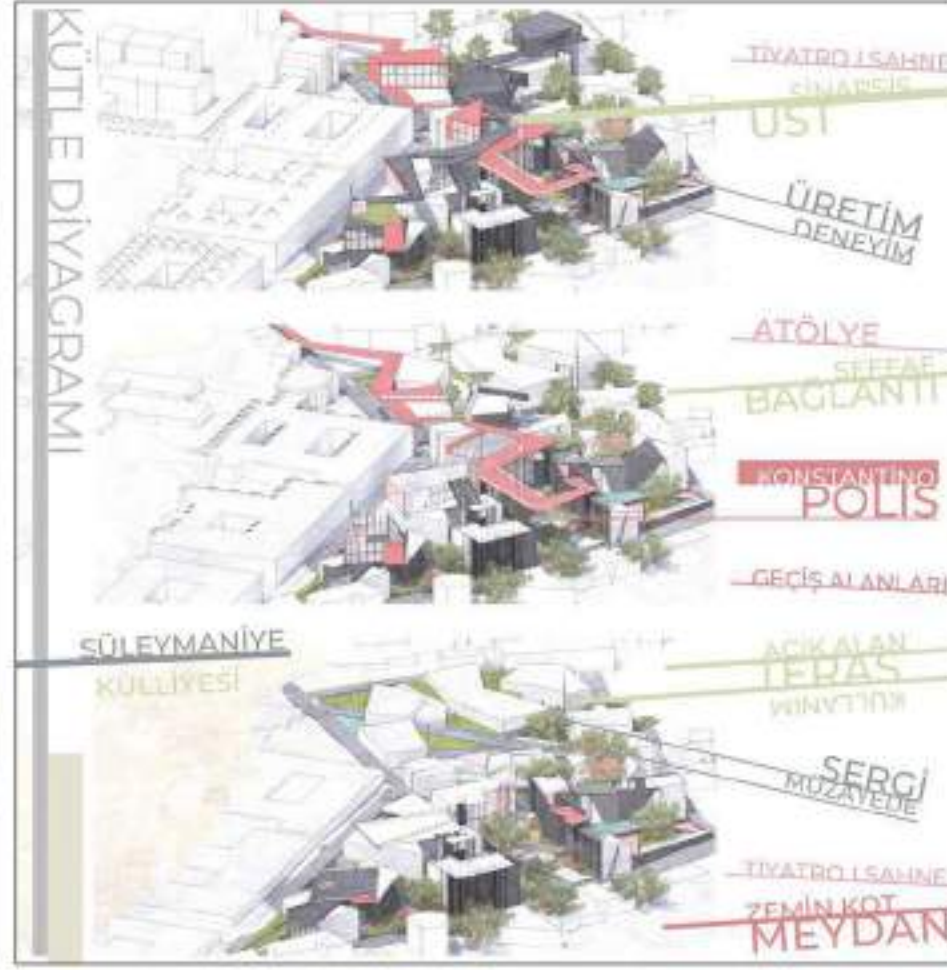 KÜTLE DİYAGRAMI
TİYATRO | SAHNE
SİNAPSİS
ÜST
ÜRETİM
DENEYİM
ATÖLYE
ŞEFFAF
BAĞLANTI
KONSTANTİNO
POLİS
GEÇİŞ ALANLARI
SÜLEYMANİYE
KÜLLİYESİ
AÇIK ALAN
TERAS
KULLANIM
SERGİ
MÜZAYEDE
TİYATRO | SAHNE
ZEMİN KOT
MEYDAN